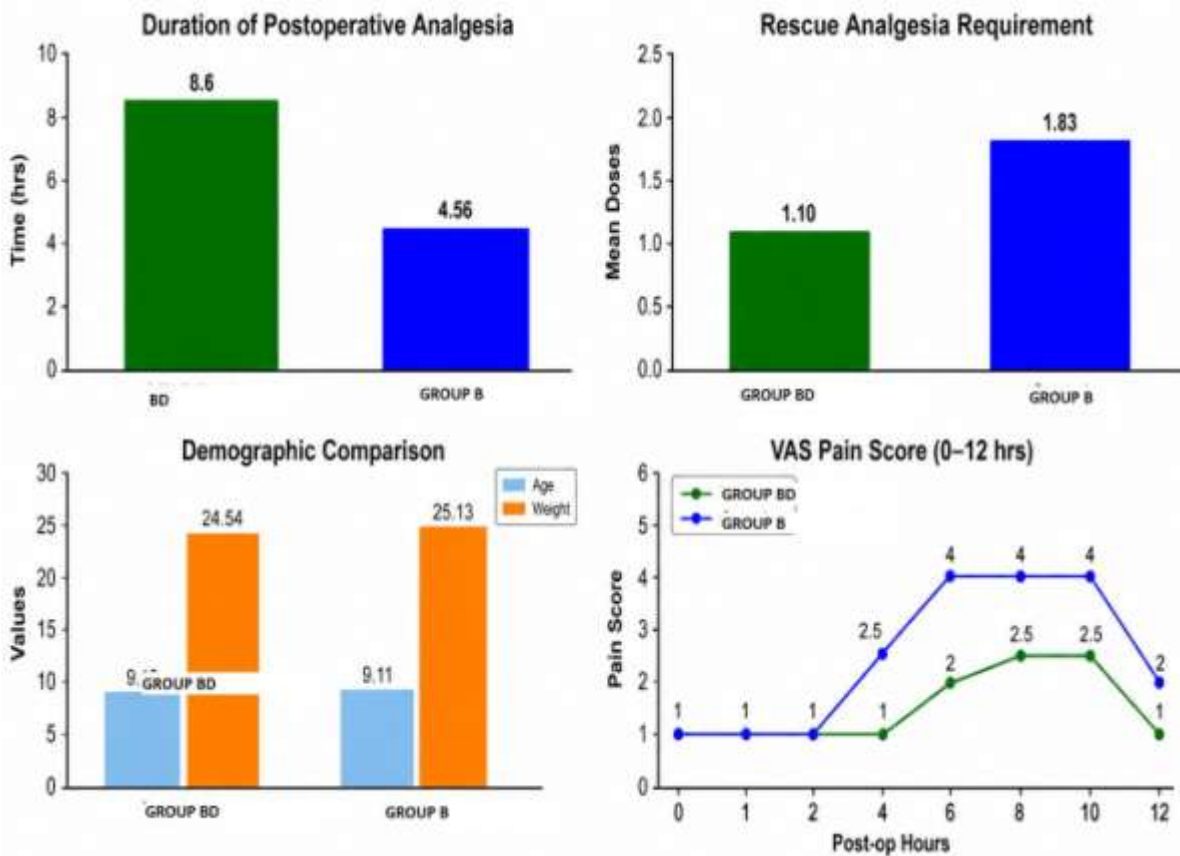 Duration of Postoperative Analgesia
Time (hrs)
10
8
6
4
2
0
8.6
4.56
BD
GROUP B
Rescue Analgesia Requirement
Mean Doses
2.5
2.0
1.5
1.0
0.5
0.0
1.10
1.83
GROUP BD
GROUP B
Demographic Comparison
Values
30
25
20
15
10
5
0
Age
Weight
24.54
GROUP BD
9.11
25.13
GROUP BD
GROUP B
VAS Pain Score (0–12 hrs)
Pain Score
6
5
4
3
2
1
0
GROUP BD
GROUP B
1
1
1
2.5
4
4
4
2
1
2
2.5
2.5
1
0 1 2 4 6 8 10 12
Post-op Hours